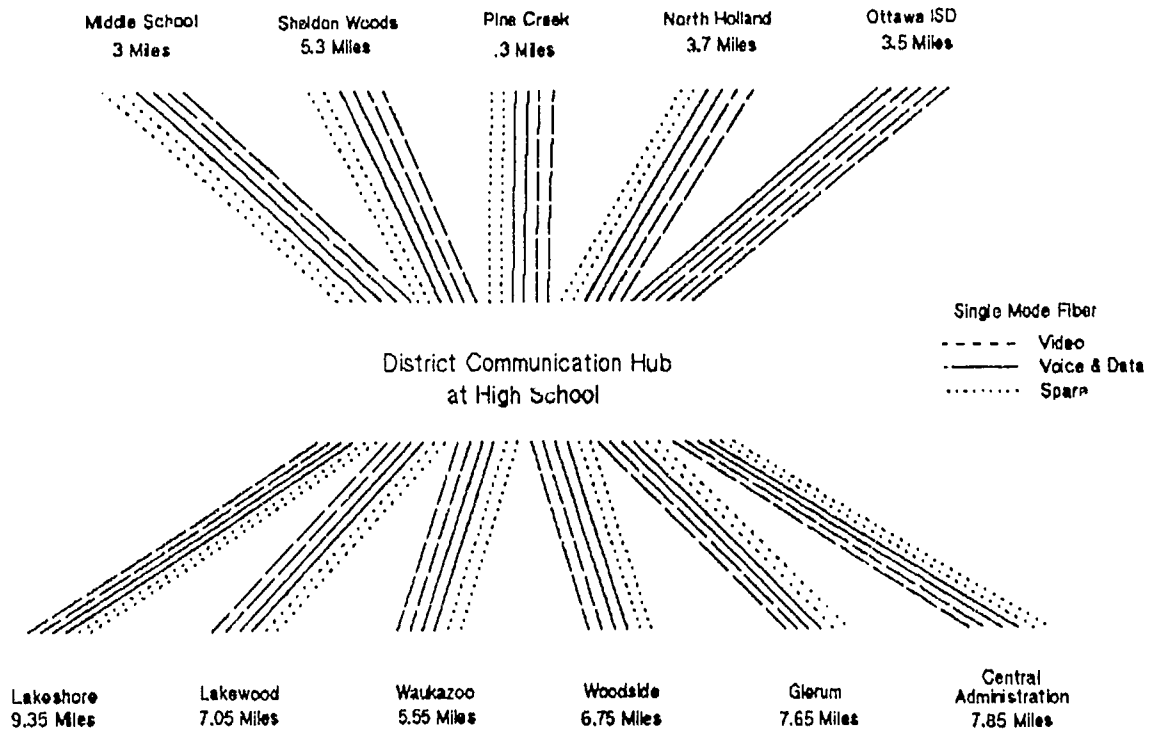 Middle School
3 Miles
Sheldon Woods
5.3 Miles
Pine Creek
.3 Miles
North Holland
3.7 Miles
Ottawa ISD
3.5 Miles
Single Mode Fiber
Video
Voice & Data
Spare
District Communication Hub
at High School
Lakeshore
9.35 Miles
Lakewood
7.05 Miles
Waukazoo
5.55 Miles
Woodside
6.75 Miles
Glerum
7.65 Miles
Central
Administration
7.85 Miles